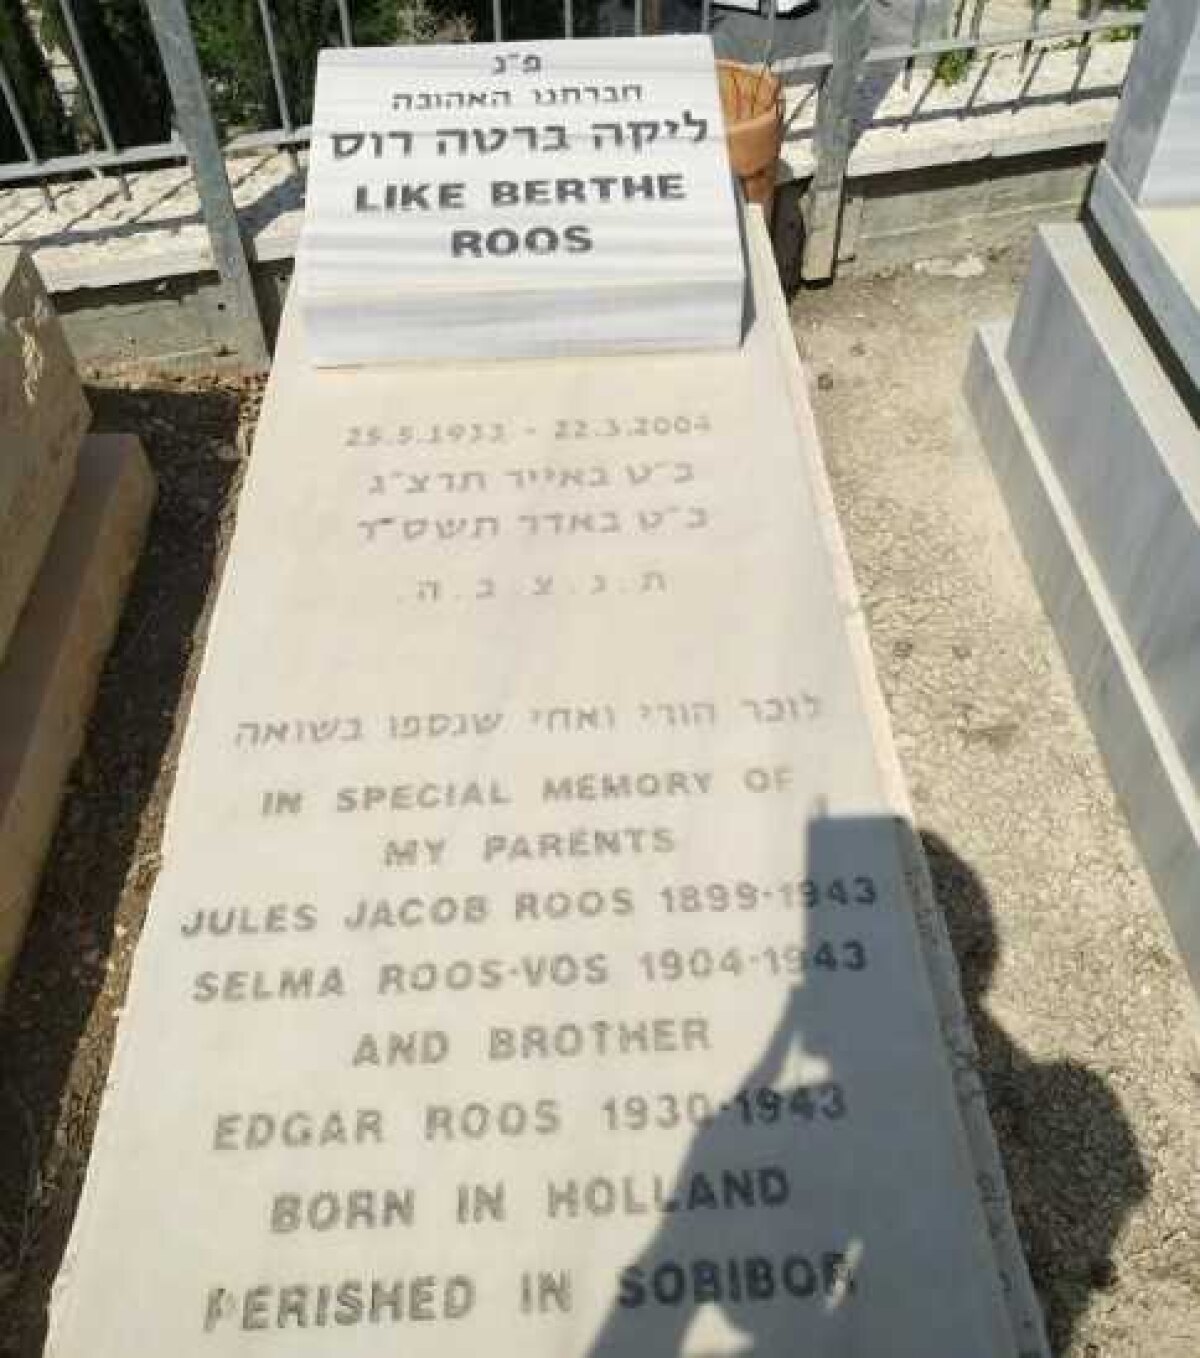 פ"נ
חברתנו האהובה
ליקה ברטה רוס
LIKE BERTHE
ROOS
25.5.1933 - 22.3.2004
כ"ט באייר תרצ"ג
כ"ט באדר תשס"ד
ת.נ.צ.ב.ה.
לזכר הורי ואחי שנספו בשואה
IN SPECIAL MEMORY OF
MY PARENTS
JULES JACOB ROOS 1899-1943
SELMA ROOS-VOS 1904-1943
AND BROTHER
EDGAR ROOS 1930-1943
BORN IN HOLLAND
PERISHED IN SOBIBOR